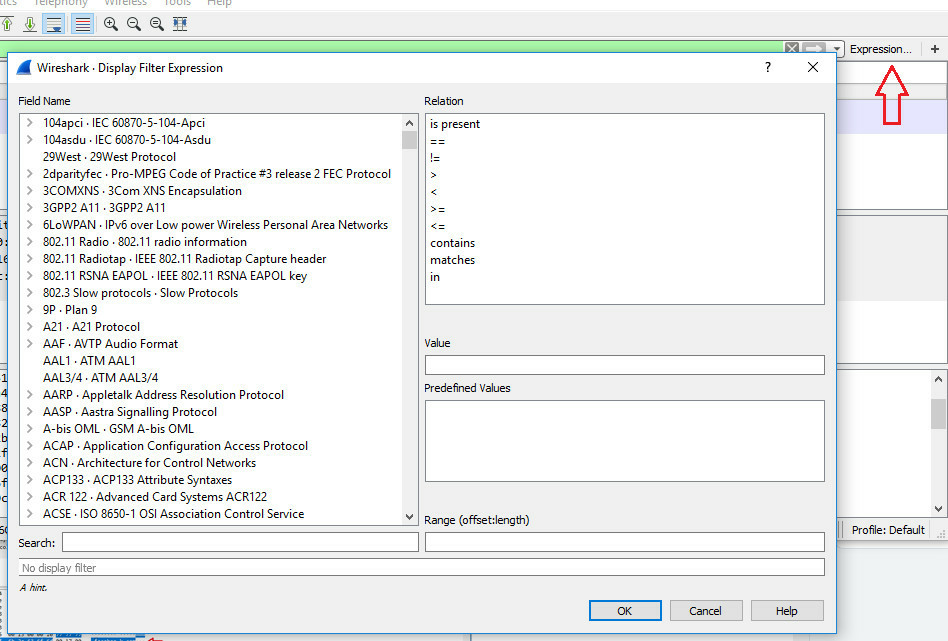 tics Telephony Wireless Tools Help
Expression... +
Wireshark · Display Filter Expression
?
Field Name
Relation
104apci · IEC 60870-5-104-Apci
104asdu · IEC 60870-5-104-Asdu
29West · 29West Protocol
2dparityfec · Pro-MPEG Code of Practice #3 release 2 FEC Protocol
3COMXNS · 3Com XNS Encapsulation
3GPP2 A11 · 3GPP2 A11
6LoWPAN · IPv6 over Low power Wireless Personal Area Networks
802.11 Radio · 802.11 radio information
802.11 Radiotap · IEEE 802.11 Radiotap Capture header
802.11 RSNA EAPOL · IEEE 802.11 RSNA EAPOL key
802.3 Slow protocols · Slow Protocols
9P · Plan 9
A21 · A21 Protocol
AAF · AVTP Audio Format
AAL1 · ATM AAL1
AAL3/4 · ATM AAL3/4
AARP · Appletalk Address Resolution Protocol
AASP · Aastra Signalling Protocol
A-bis OML · GSM A-bis OML
ACAP · Application Configuration Access Protocol
ACN · Architecture for Control Networks
ACP133 · ACP133 Attribute Syntaxes
ACR 122 · Advanced Card Systems ACR122
ACSE · ISO 8650-1 OSI Association Control Service
is present
==
!=
>
<
>=
<=
contains
matches
in
Value
Predefined Values
Range (offset:length)
Search:
No display filter
A hint.
OK
Cancel
Help
Profile: Default